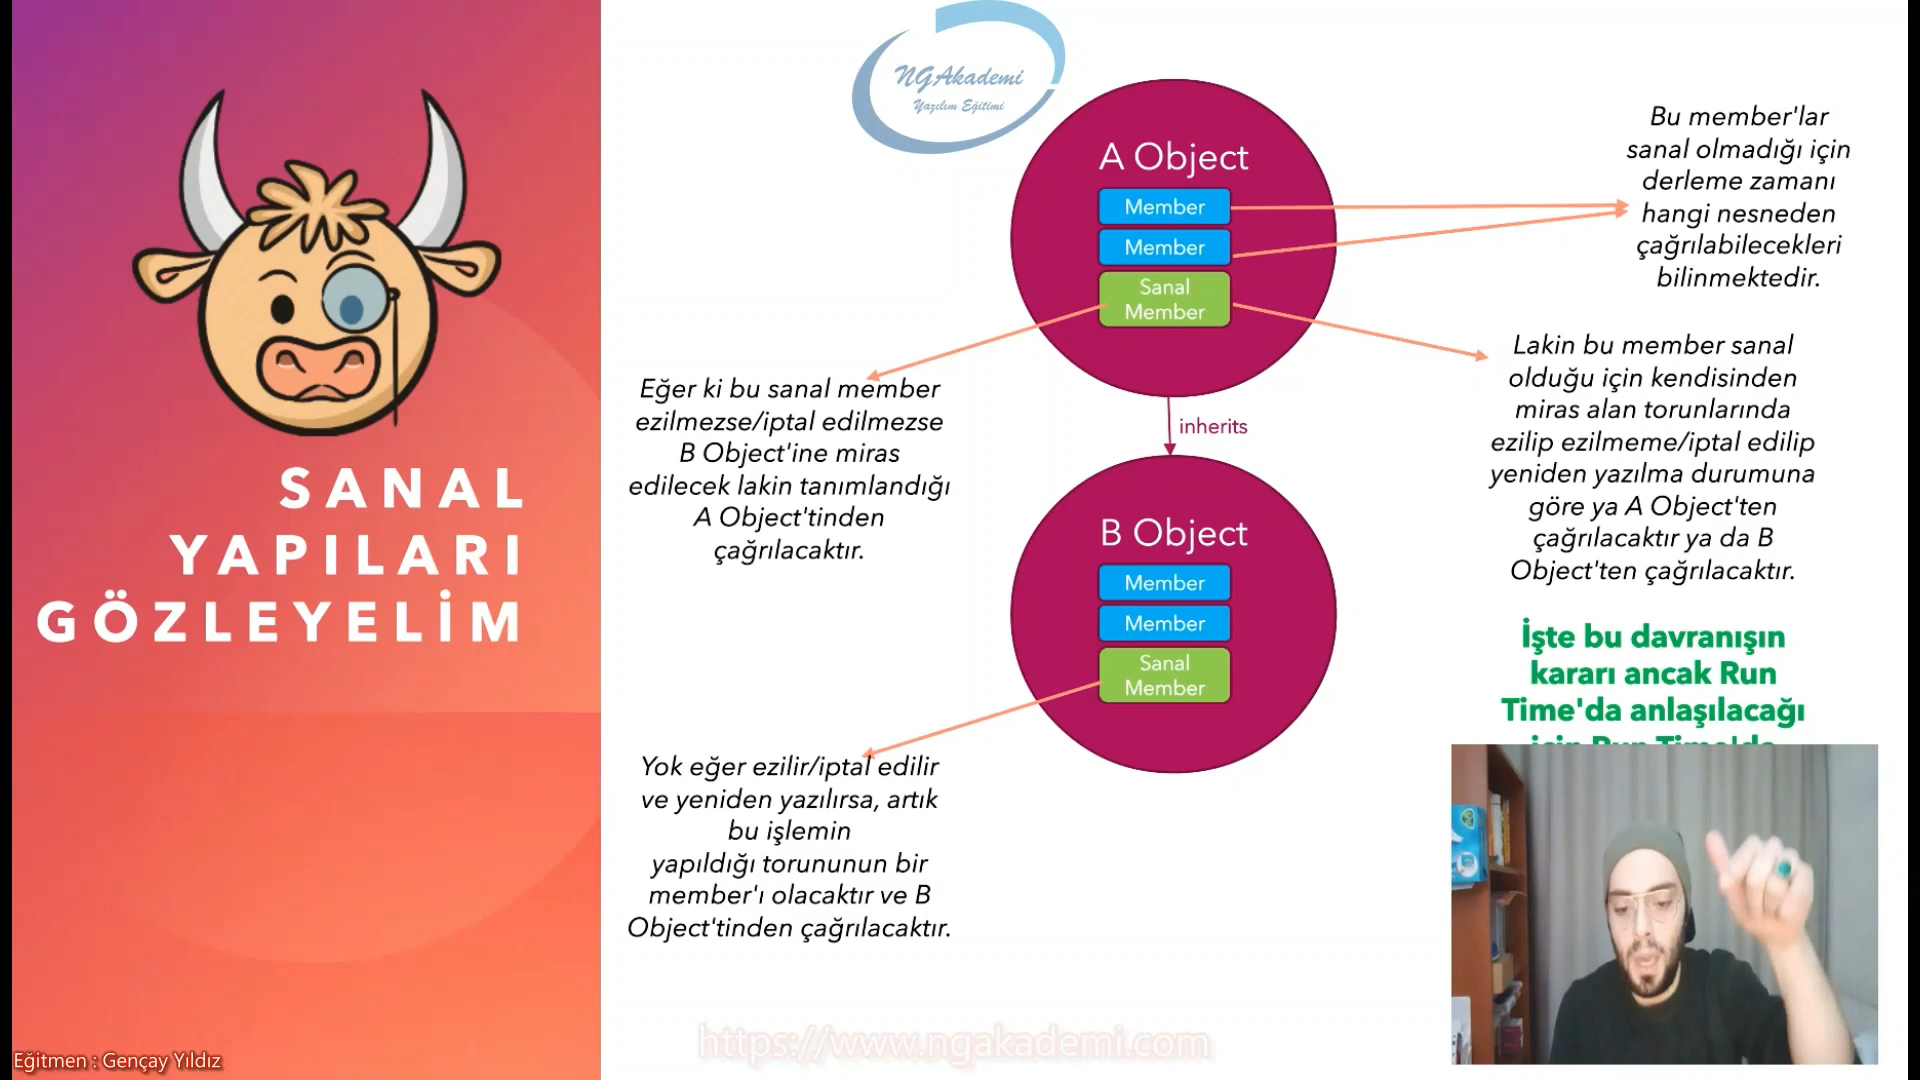 NGAkademi
Yazılım Eğitimi
SANAL
YAPILARI
GÖZLEYELİM
A Object
Member
Member
Sanal
Member
inherits
B Object
Member
Member
Sanal
Member
Bu member'lar
sanal olmadığı için
derleme zamanı
hangi nesneden
çağrılabilecekleri
bilinmektedir.
Eğer ki bu sanal member
ezilmezse/iptal edilmezse
B Object'ine miras
edilecek lakin tanımlandığı
A Object'tinden
çağrılacaktır.
Lakin bu member sanal
olduğu için kendisinden
miras alan torunlarında
ezilip ezilmeme/iptal edilip
yeniden yazılma durumuna
göre ya A Object'ten
çağrılacaktır ya da B
Object'ten çağrılacaktır.
İşte bu davranışın
kararı ancak Run
Time'da anlaşılacağı
için Run Time'da
Yok eğer ezilir/iptal edilir
ve yeniden yazılırsa, artık
bu işlemin
yapıldığı torununun bir
member'ı olacaktır ve B
Object'tinden çağrılacaktır.
https://www.ngakademi.com
Eğitmen : Gençay Yıldız